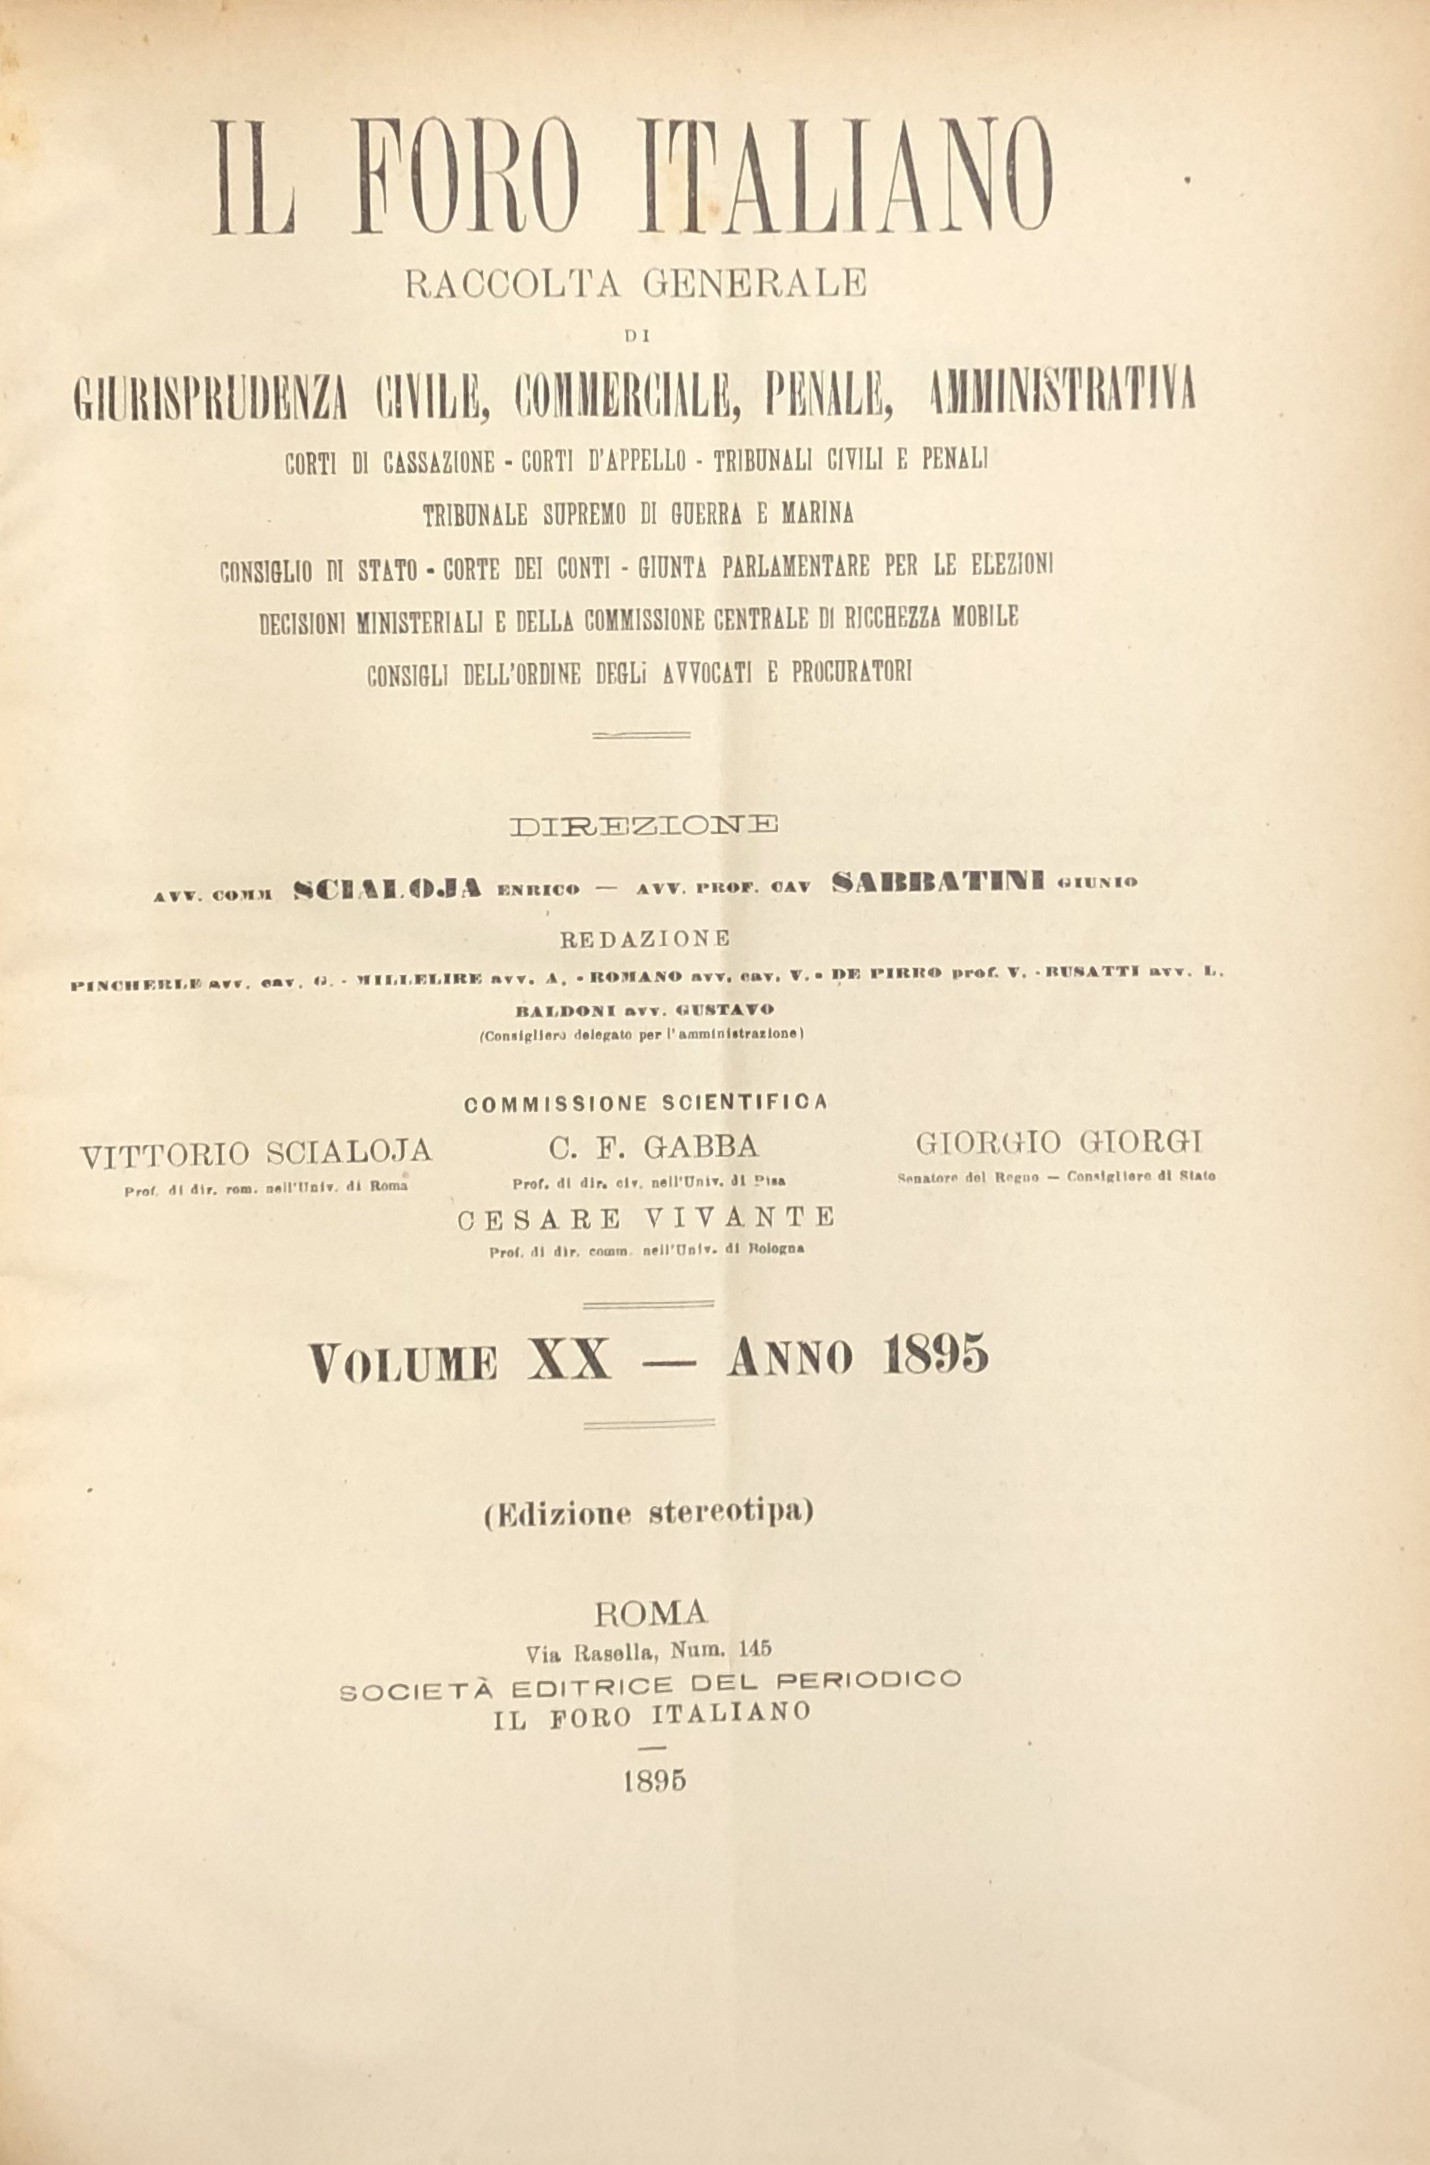 IL FORO ITALIANO
RACCOLTA GENERALE
DI
GIURISPRUDENZA CIVILE, COMMERCIALE, PENALE, AMMINISTRATIVA
CORTI DI CASSAZIONE - CORTI D'APPELLO - TRIBUNALI CIVILI E PENALI
TRIBUNALE SUPREMO DI GUERRA E MARINA
CONSIGLIO DI STATO - CORTE DEI CONTI - GIUNTA PARLAMENTARE PER LE ELEZIONI
DECISIONI MINISTERIALI E DELLA COMMISSIONE CENTRALE DI RICCHEZZA MOBILE
CONSIGLI DELL'ORDINE DEGLi AVVOCATI E PROCURATORI
DIREZIONE
AVV. COMM SCIALOJA ENRICO — AVV. PROF. CAV SABBATINI GIUNIO
REDAZIONE
PINCHERLE avv. cav. G. - MILLELIRE avv. A. - ROMANO avv. cav. V. - DE PIRRO prof. V. - BUSATTI avv. L.
BALDONI avv. GUSTAVO
(Consigliere delegato per l'amministrazione)
COMMISSIONE SCIENTIFICA
VITTORIO SCIALOJA C. F. GABBA GIORGIO GIORGI
Prof. di dir. rom. nell'Univ. di Roma Prof. di dir. civ. nell'Univ. di Pisa Senatore del Regno — Consigliere di Stato
CESARE VIVANTE
Prof. di dir. comm. nell'Univ. di Bologna
VOLUME XX — ANNO 1895
(Edizione stereotipa)
ROMA
Via Rasella, Num. 145
SOCIETÀ EDITRICE DEL PERIODICO
IL FORO ITALIANO
1895